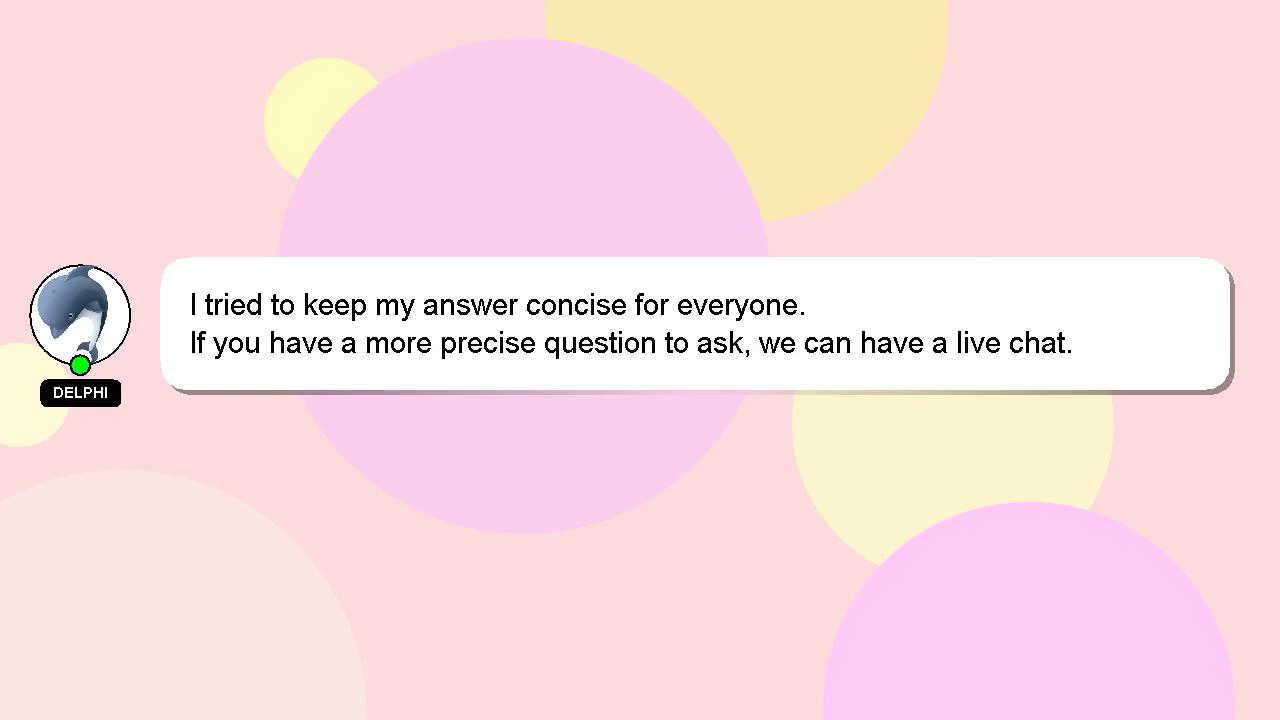 I tried to keep my answer concise for everyone.
If you have a more precise question to ask, we can have a live chat.
DELPHI